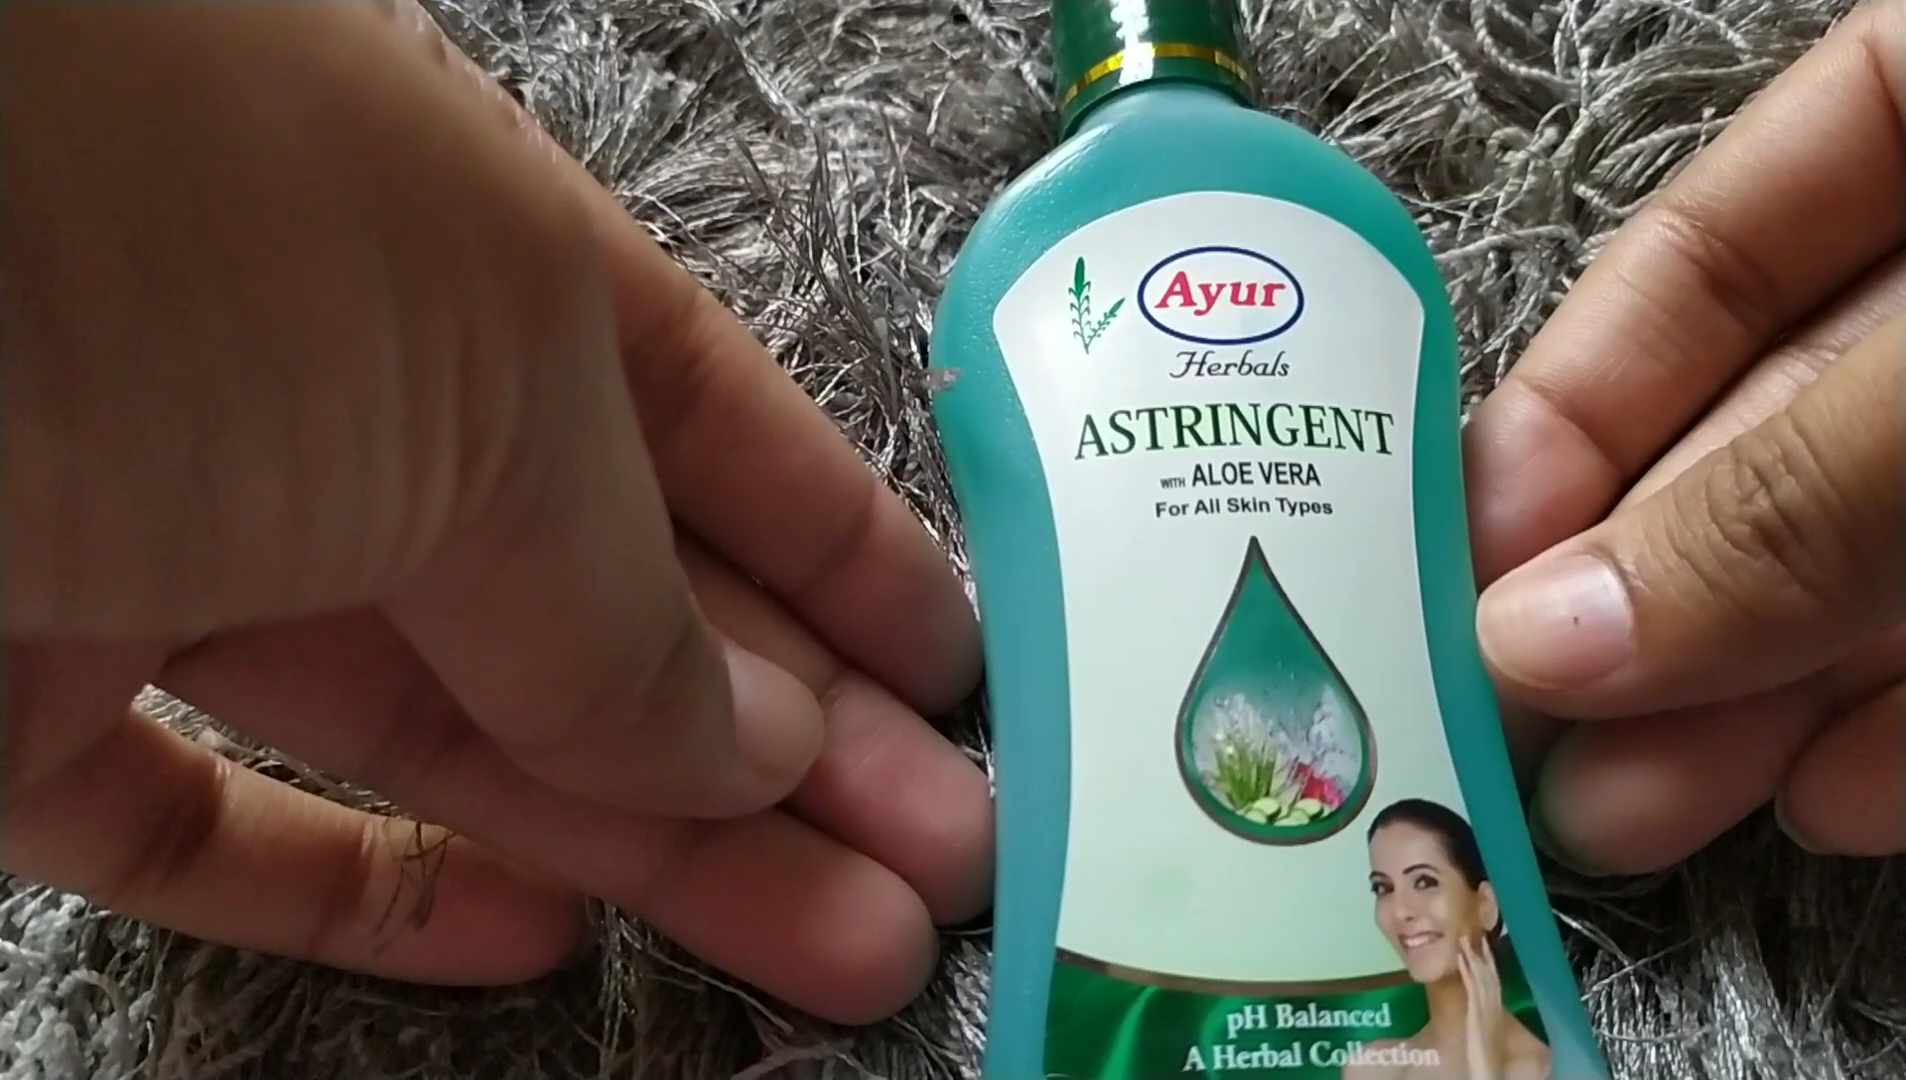 Ayur
Herbals
ASTRINGENT
WITH ALOE VERA
For All Skin Types
pH Balanced
A Herbal Collection